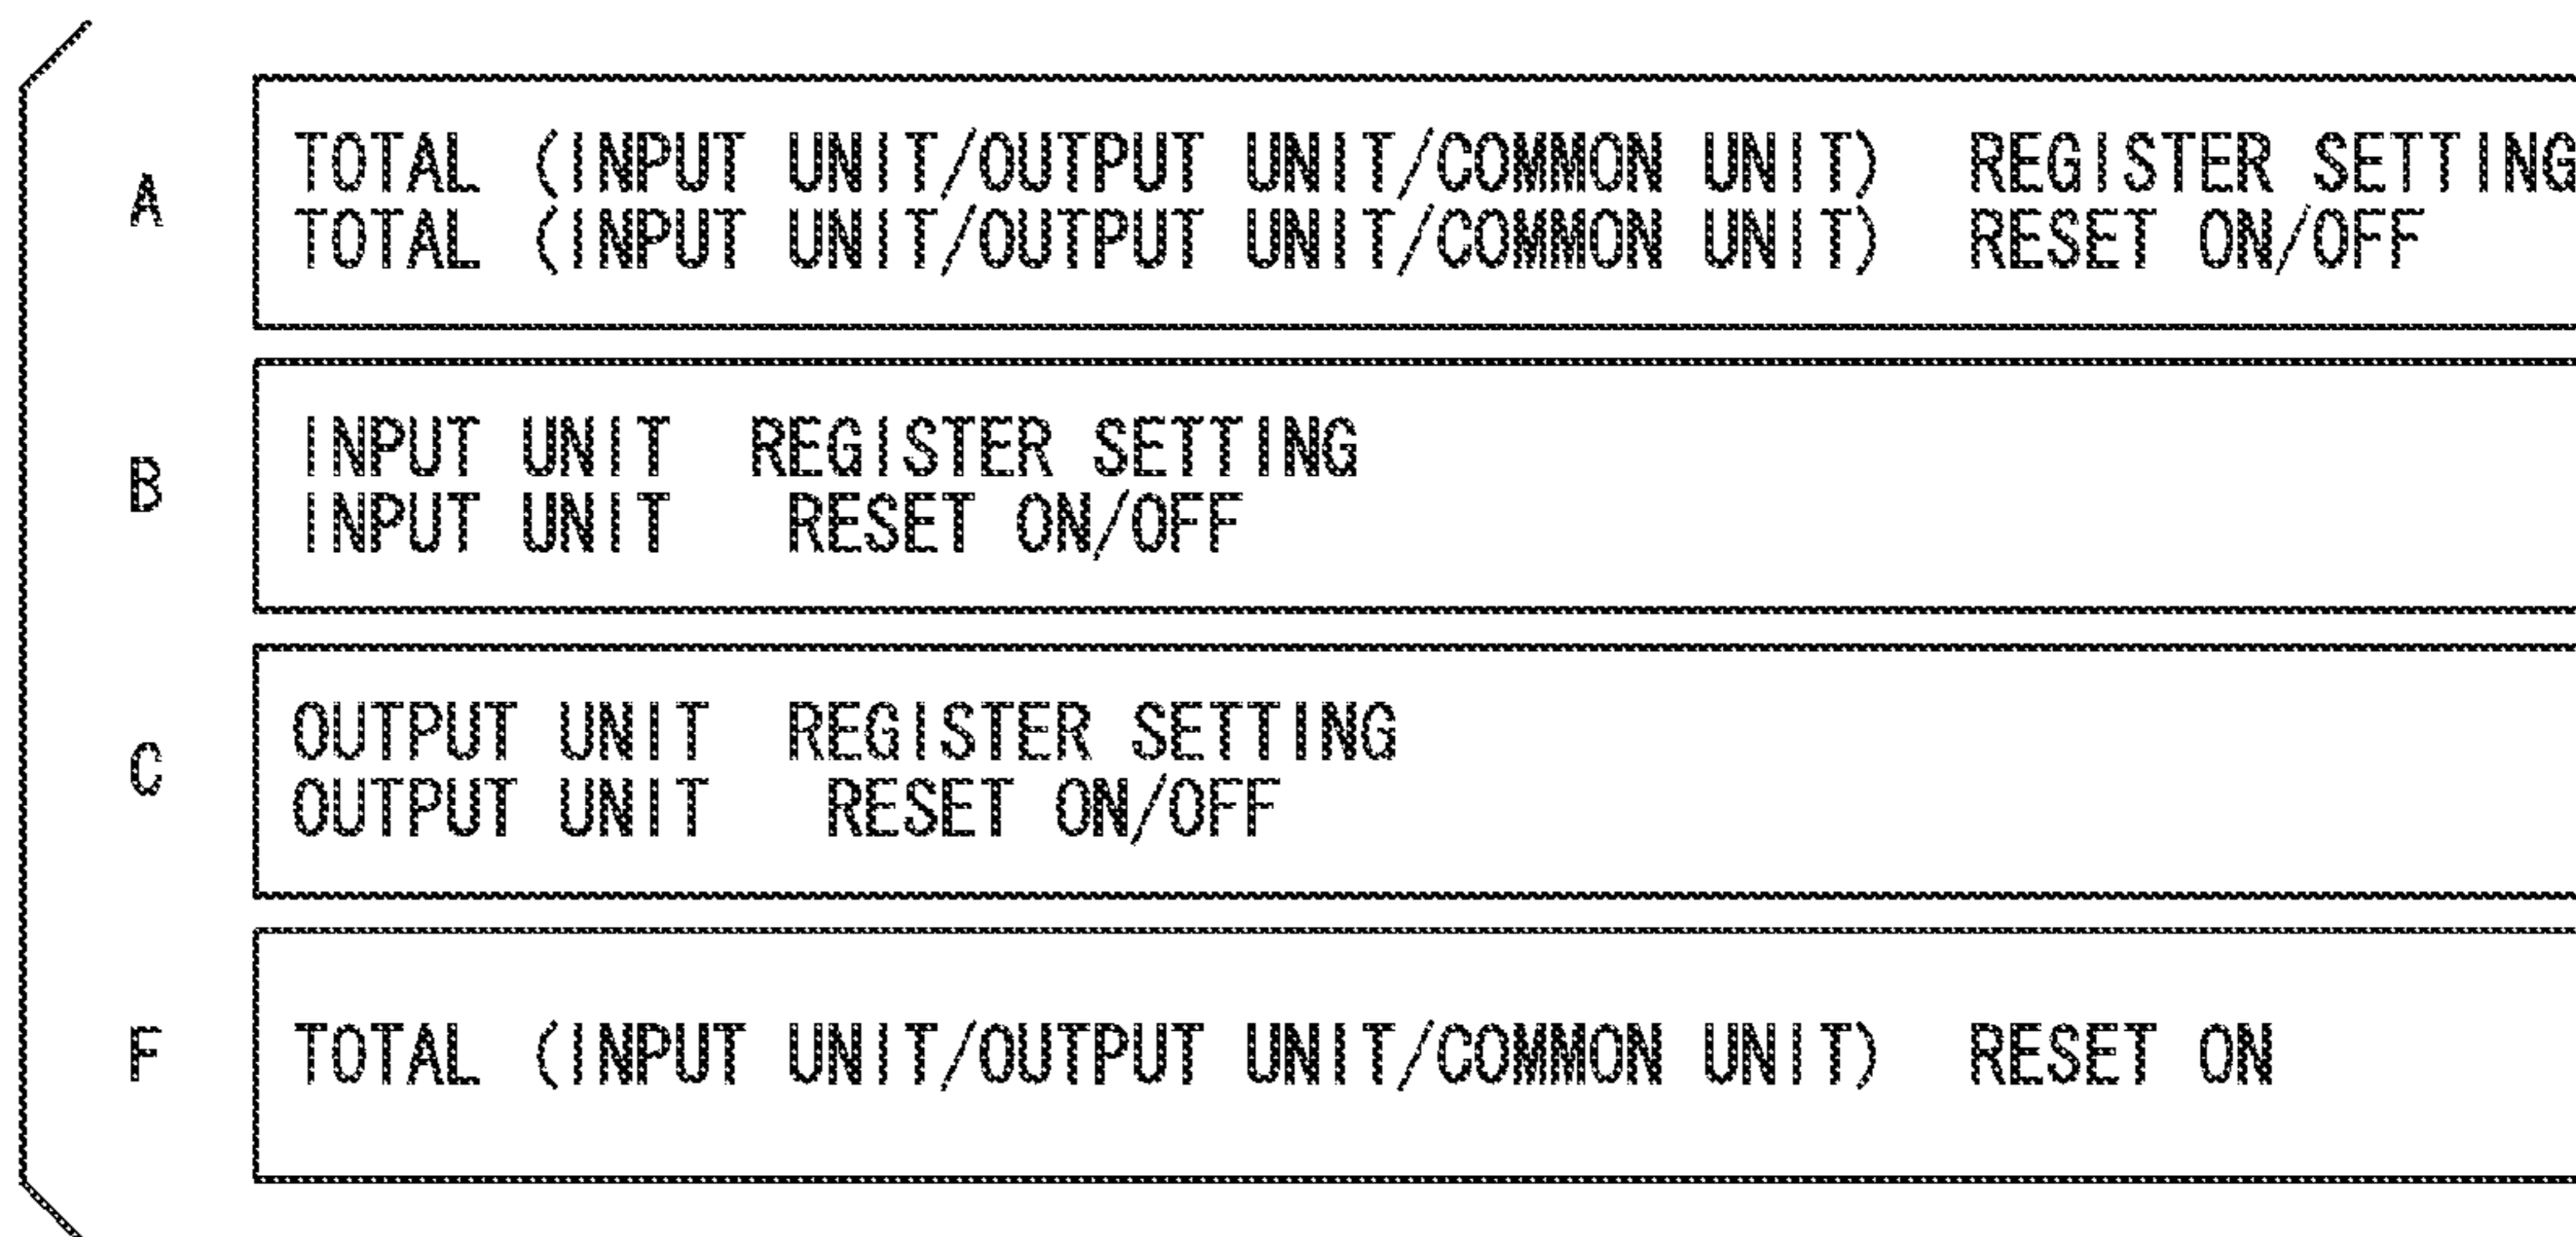 A
TOTAL (INPUT UNIT/OUTPUT UNIT/COMMON UNIT) REGISTER SETTING
TOTAL (INPUT UNIT/OUTPUT UNIT/COMMON UNIT) RESET ON/OFF
B
INPUT UNIT REGISTER SETTING
INPUT UNIT RESET ON/OFF
C
OUTPUT UNIT REGISTER SETTING
OUTPUT UNIT RESET ON/OFF
F
TOTAL (INPUT UNIT/OUTPUT UNIT/COMMON UNIT) RESET ON